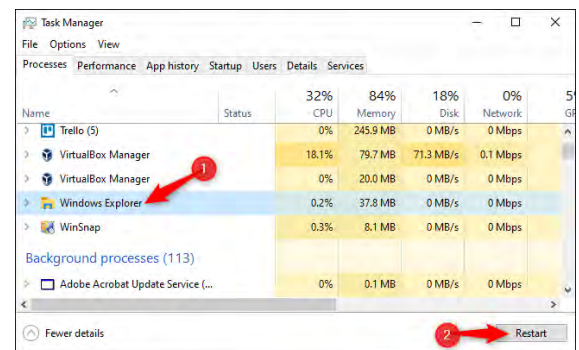 Task Manager
File Options View
Processes Performance App history Startup Users Details Services
32% 84% 18% 0% 5%
Name Status CPU Memory Disk Network
Trello (5) 0% 245.9 MB 0 MB/s 0 Mbps
VirtualBox Manager 18.1% 79.7 MB 71.3 MB/s 0.1 Mbps
VirtualBox Manager 0% 20.0 MB 0 MB/s 0 Mbps
1
Windows Explorer 0.2% 37.8 MB 0 MB/s 0 Mbps
WinSnap 0.3% 8.1 MB 0 MB/s 0 Mbps
Background processes (113)
Adobe Acrobat Update Service (... 0% 0.1 MB 0 MB/s 0 Mbps
Fewer details 2 Restart